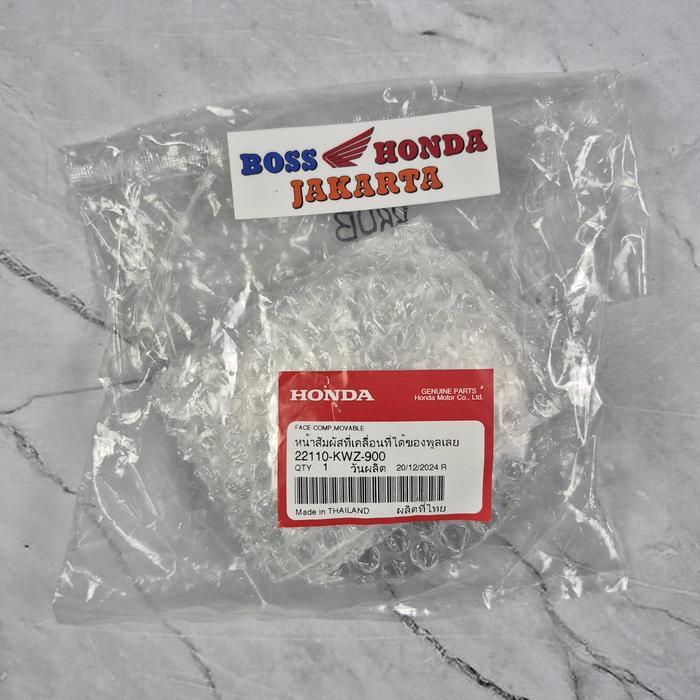 BOSS HONDA
JAKARTA
HONDA
GENUINE PARTS
Honda Motor Co., Ltd.
FACE COMP,MOVABLE
หน้าสัมผัสที่เคลื่อนที่ได้ของพูลเลย
22110-KWZ-900
QTY 1 วันผลิต 20/12/2024 R
Made in THAILAND ผลิตที่ไทย